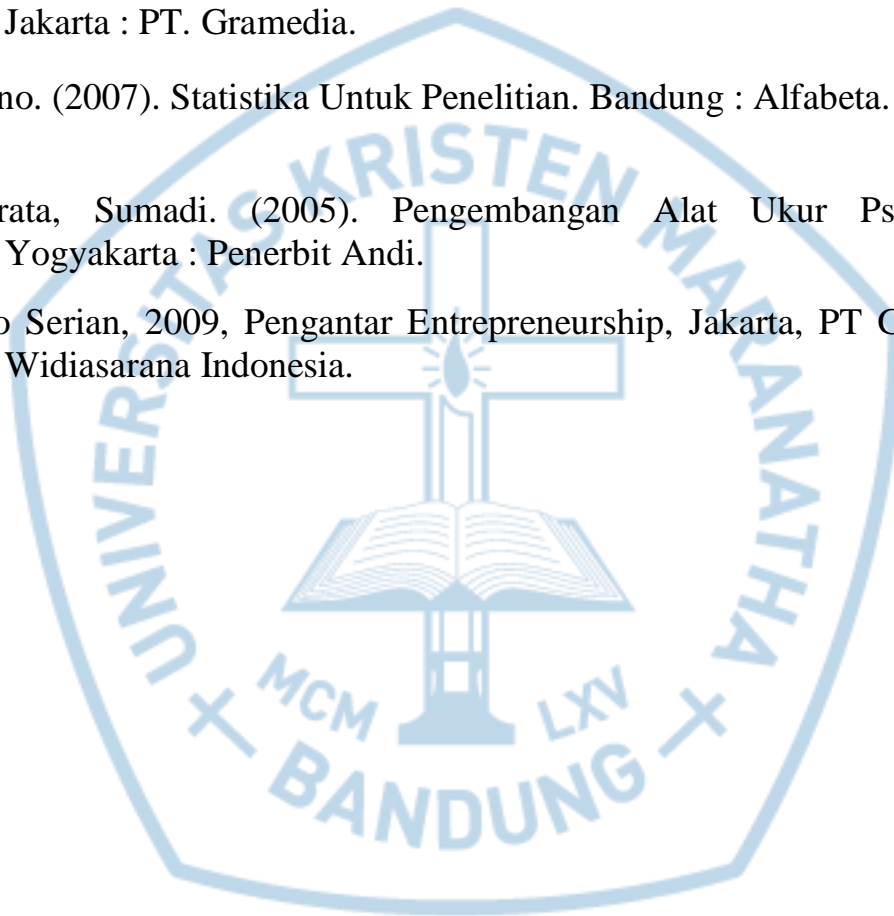 Jakarta : PT. Gramedia.
no. (2007). Statistika Untuk Penelitian. Bandung : Alfabeta.
rata, Sumadi. (2005). Pengembangan Alat Ukur Ps
Yogyakarta : Penerbit Andi.
o Serian, 2009, Pengantar Entrepreneurship, Jakarta, PT G
Widiasarana Indonesia.
UNIVERSITAS KRISTEN MARANATHA
MCM LXV
BANDUNG